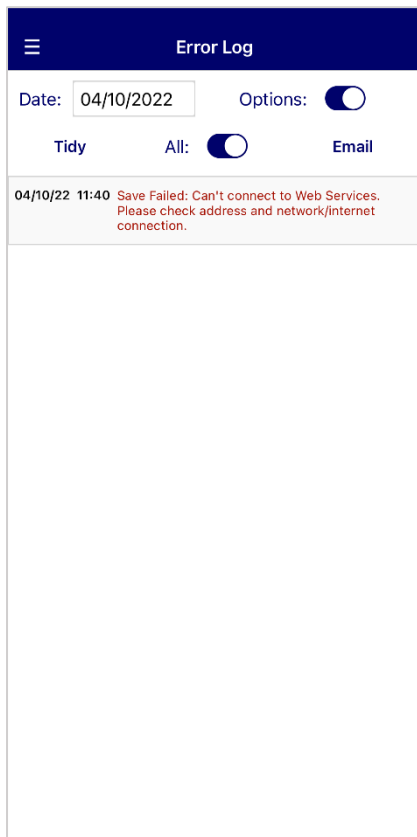 ☰ Error Log
Date: 04/10/2022 Options:
Tidy All: Email
04/10/22 11:40 Save Failed: Can't connect to Web Services.
Please check address and network/internet
connection.